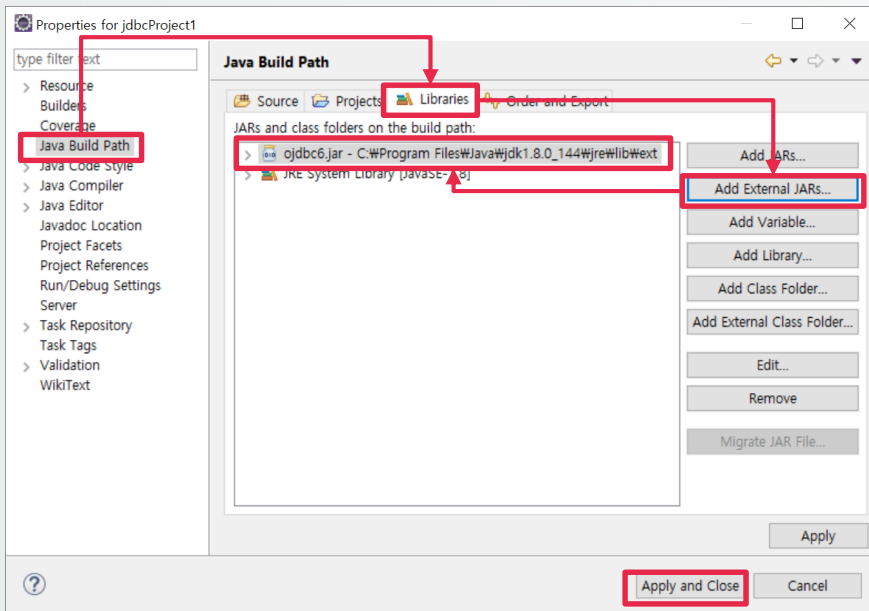 Properties for jdbcProject1
type filter text
Resource
Builders
Coverage
Java Build Path
Java Code Style
Java Compiler
Java Editor
Javadoc Location
Project Facets
Project References
Run/Debug Settings
Server
Task Repository
Task Tags
Validation
WikiText
Java Build Path
Source
Projects
Libraries
Order and Export
JARs and class folders on the build path:
ojdbc6.jar - C:₩Program Files₩Java₩jdk1.8.0_144₩jre₩lib₩ext
JRE System Library [JavaSE-1.8]
Add JARs...
Add External JARs...
Add Variable...
Add Library...
Add Class Folder...
Add External Class Folder...
Edit...
Remove
Migrate JAR File...
Apply
?
Apply and Close
Cancel